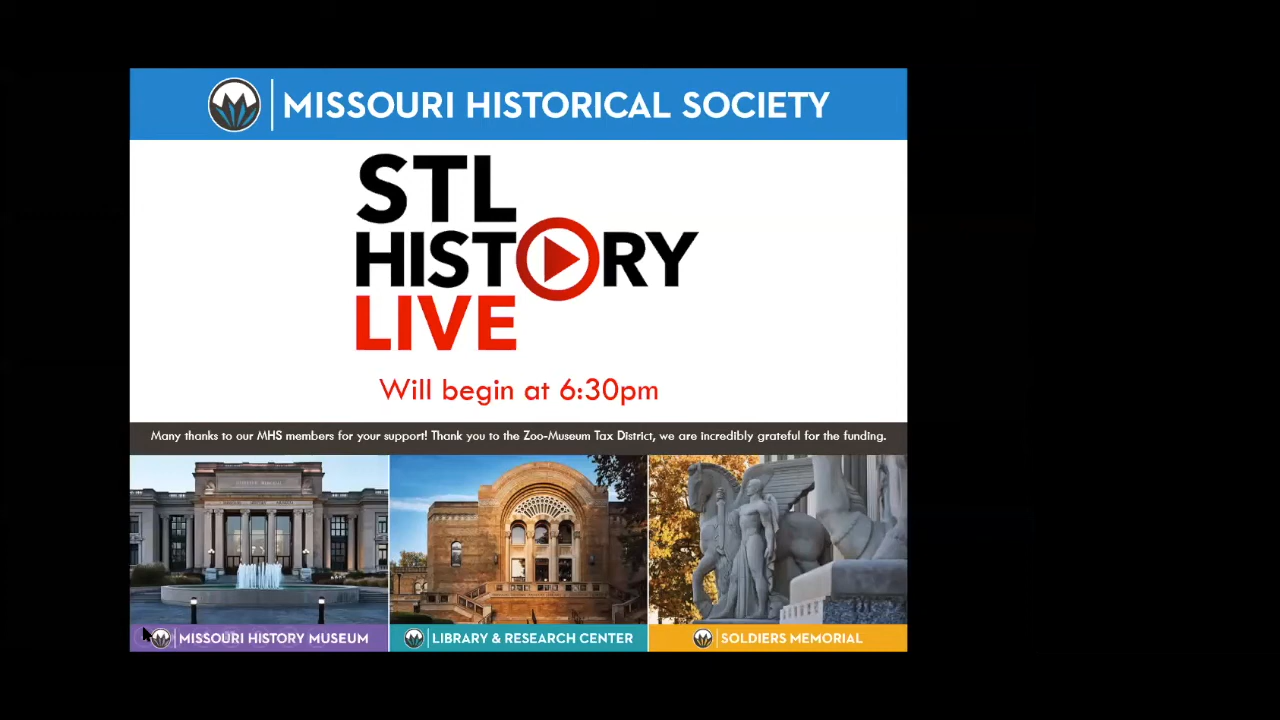 MISSOURI HISTORICAL SOCIETY
STL
HISTORY
LIVE
Will begin at 6:30pm
Many thanks to our MHS members for your support! Thank you to the Zoo-Museum Tax District, we are incredibly grateful for the funding.
MISSOURI HISTORY MUSEUM
LIBRARY & RESEARCH CENTER
SOLDIERS MEMORIAL